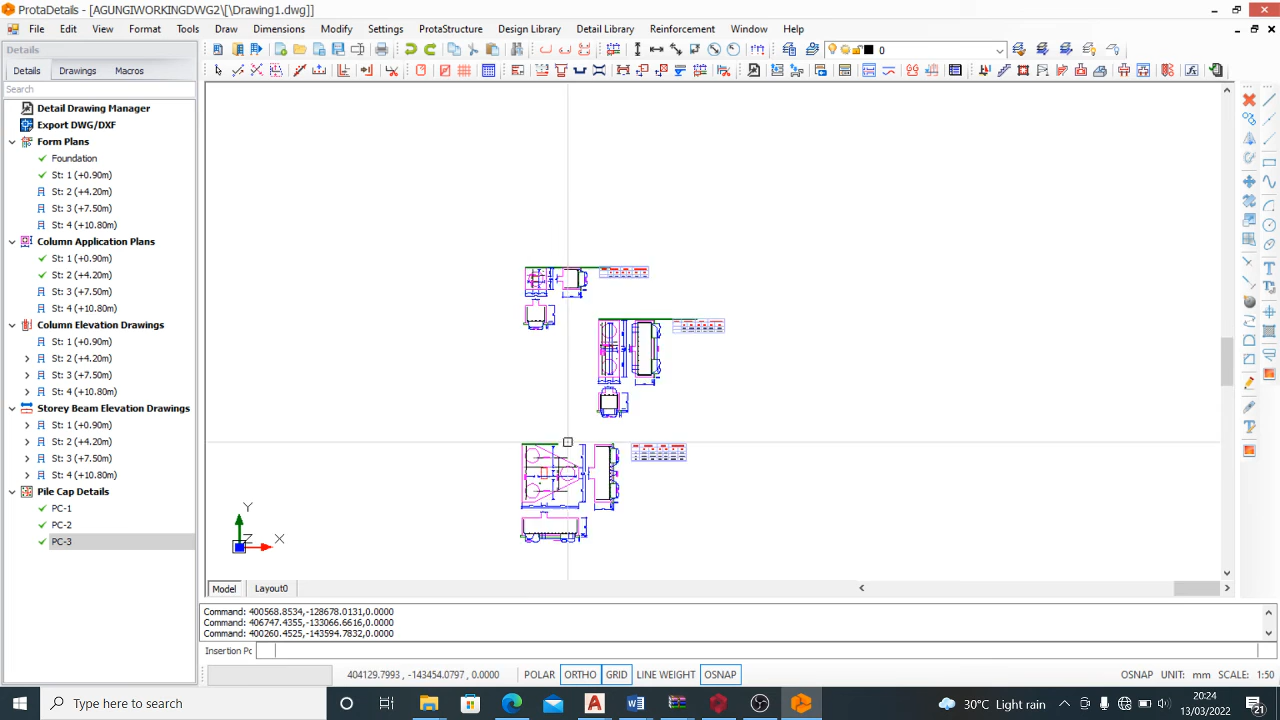 ProtaDetails - [AGUNGIWORKINGDWG2\[\Drawing1.dwg]]
File Edit View Format Tools Draw Dimensions Modify Settings ProtaStructure Design Library Detail Library Reinforcement Window Help
Details
0
Details Drawings Macros
Search
Detail Drawing Manager
Export DWG/DXF
Form Plans
Foundation
St: 1 (+0.90m)
St: 2 (+4.20m)
St: 3 (+7.50m)
St: 4 (+10.80m)
Column Application Plans
St: 1 (+0.90m)
St: 2 (+4.20m)
St: 3 (+7.50m)
St: 4 (+10.80m)
Column Elevation Drawings
St: 1 (+0.90m)
St: 2 (+4.20m)
St: 3 (+7.50m)
St: 4 (+10.80m)
Storey Beam Elevation Drawings
St: 1 (+0.90m)
St: 2 (+4.20m)
St: 3 (+7.50m)
St: 4 (+10.80m)
Pile Cap Details
PC-1
PC-2
PC-3
Y
Z
X
Model Layout0
Command: 400568.8534,-128678.0131,0.0000
Command: 406747.4355,-133066.6616,0.0000
Command: 400260.4525,-143594.7832,0.0000
Insertion Po
404129.7993 , -143454.0797 , 0.0000 POLAR ORTHO GRID LINE WEIGHT OSNAP OSNAP UNIT: mm SCALE: 1:50
Type here to search
30°C Light rain
20:24
13/03/2022
21